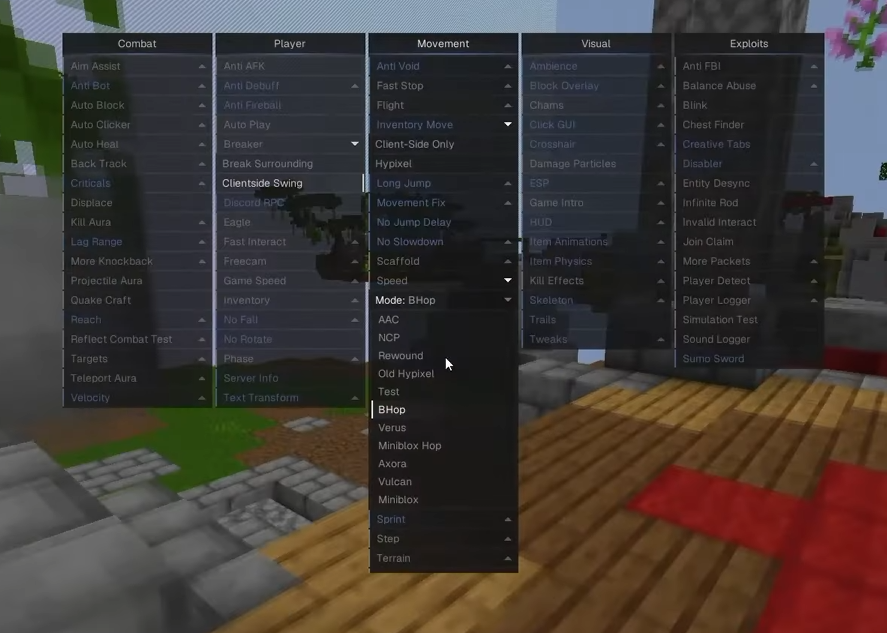 Combat
Aim Assist
Anti Bot
Auto Block
Auto Clicker
Auto Heal
Back Track
Criticals
Displace
Kill Aura
Lag Range
More Knockback
Projectile Aura
Quake Craft
Reach
Reflect Combat Test
Targets
Teleport Aura
Velocity
Player
Anti AFK
Anti Debuff
Anti Fireball
Auto Play
Breaker
Break Surrounding
Clientside Swing
Discord RPC
Eagle
Fast Interact
Freecam
Game Speed
Inventory
No Fall
No Rotate
Phase
Server Info
Text Transform
Movement
Anti Void
Fast Stop
Flight
Inventory Move
Client-Side Only
Hypixel
Long Jump
Movement Fix
No Jump Delay
No Slowdown
Scaffold
Speed
Mode: BHop
AAC
NCP
Rewound
Old Hypixel
Test
BHop
Verus
Miniblox Hop
Axora
Vulcan
Miniblox
Sprint
Step
Terrain
Visual
Ambience
Block Overlay
Chams
Click GUI
Crosshair
Damage Particles
ESP
Game Intro
HUD
Item Animations
Item Physics
Kill Effects
Skeleton
Trails
Tweaks
Exploits
Anti FBI
Balance Abuse
Blink
Chest Finder
Creative Tabs
Disabler
Entity Desync
Infinite Rod
Invalid Interact
Join Claim
More Packets
Player Detect
Player Logger
Simulation Test
Sound Logger
Sumo Sword